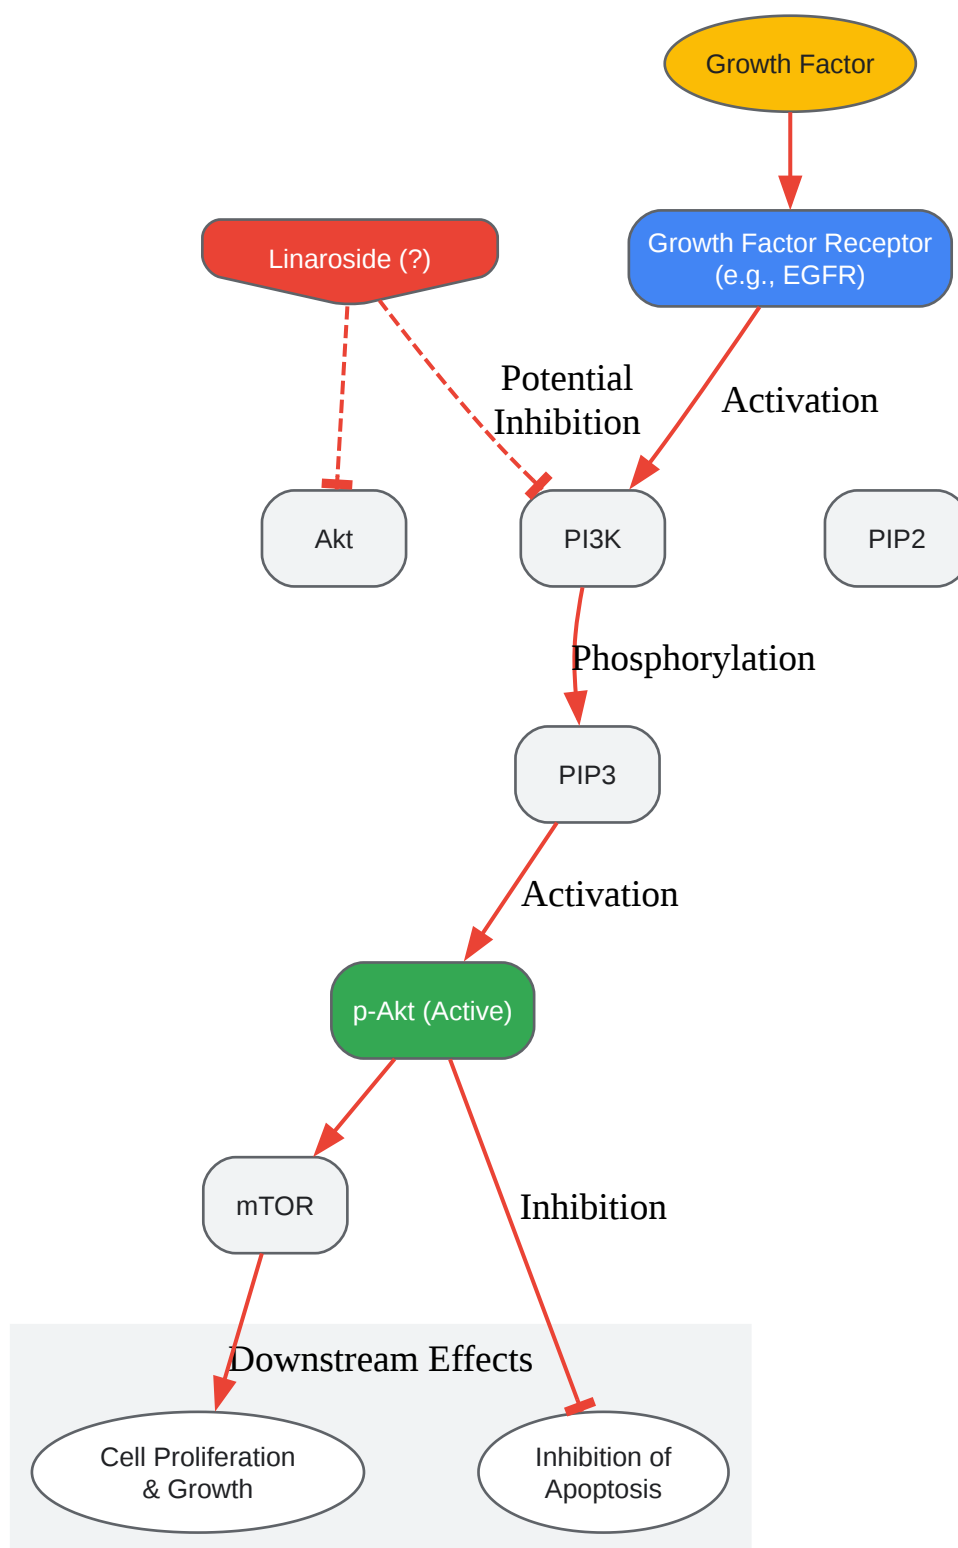 Growth Factor
Growth Factor Receptor
(e.g., EGFR)
Linaroside (?)
Potential
Inhibition
Activation
Akt
PI3K
PIP2
Phosphorylation
PIP3
Activation
p-Akt (Active)
mTOR
Inhibition
Downstream Effects
Cell Proliferation
& Growth
Inhibition of
Apoptosis